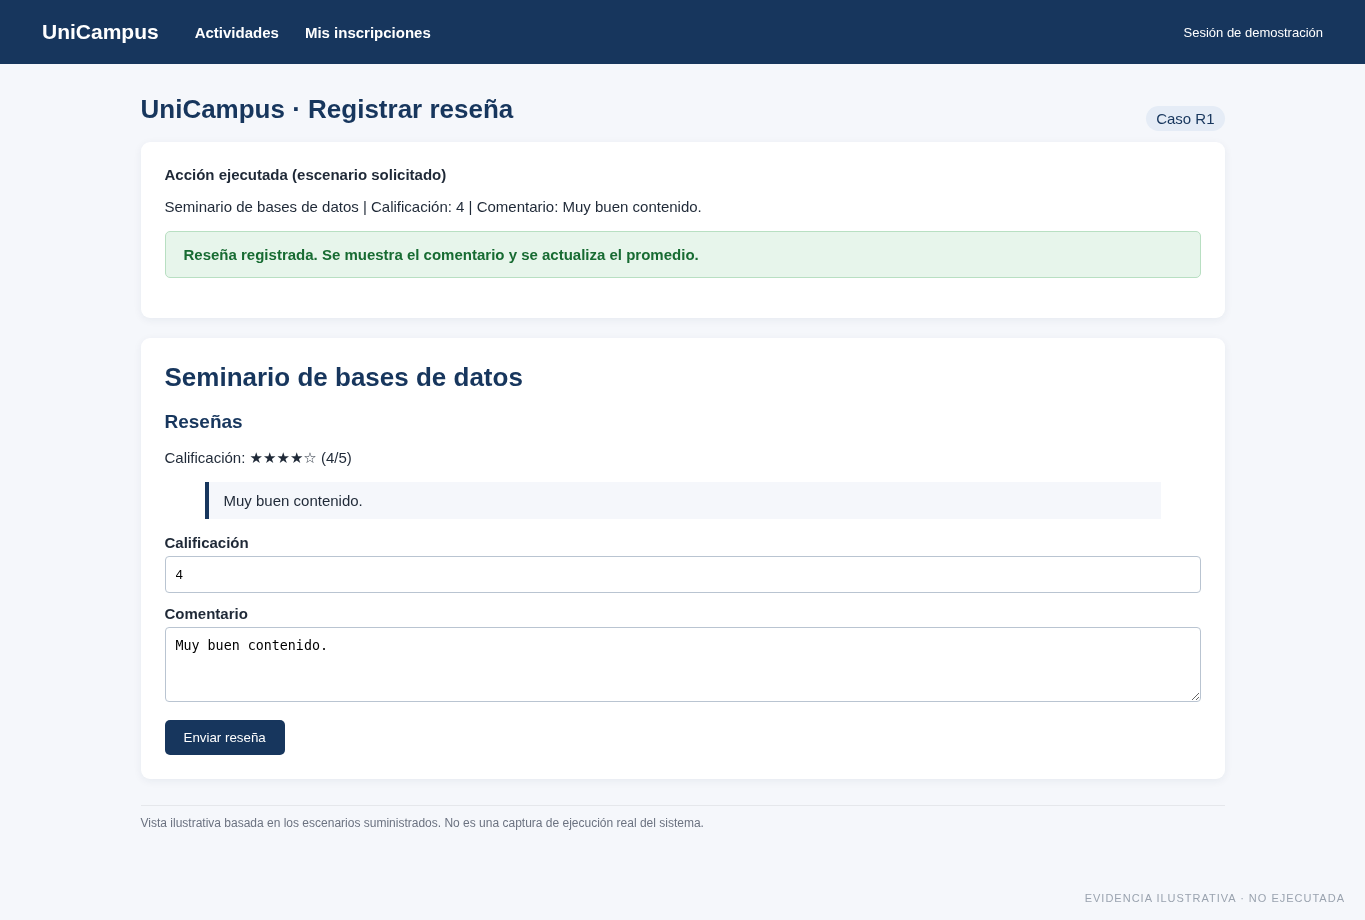 UniCampus Actividades Mis inscripciones Sesión de demostración
UniCampus · Registrar reseña
Caso R1
Acción ejecutada (escenario solicitado)
Seminario de bases de datos | Calificación: 4 | Comentario: Muy buen contenido.
Reseña registrada. Se muestra el comentario y se actualiza el promedio.
Seminario de bases de datos
Reseñas
Calificación: ★★★★☆ (4/5)
Muy buen contenido.
Calificación
4
Comentario
Muy buen contenido.
Enviar reseña
Vista ilustrativa basada en los escenarios suministrados. No es una captura de ejecución real del sistema.
EVIDENCIA ILUSTRATIVA · NO EJECUTADA